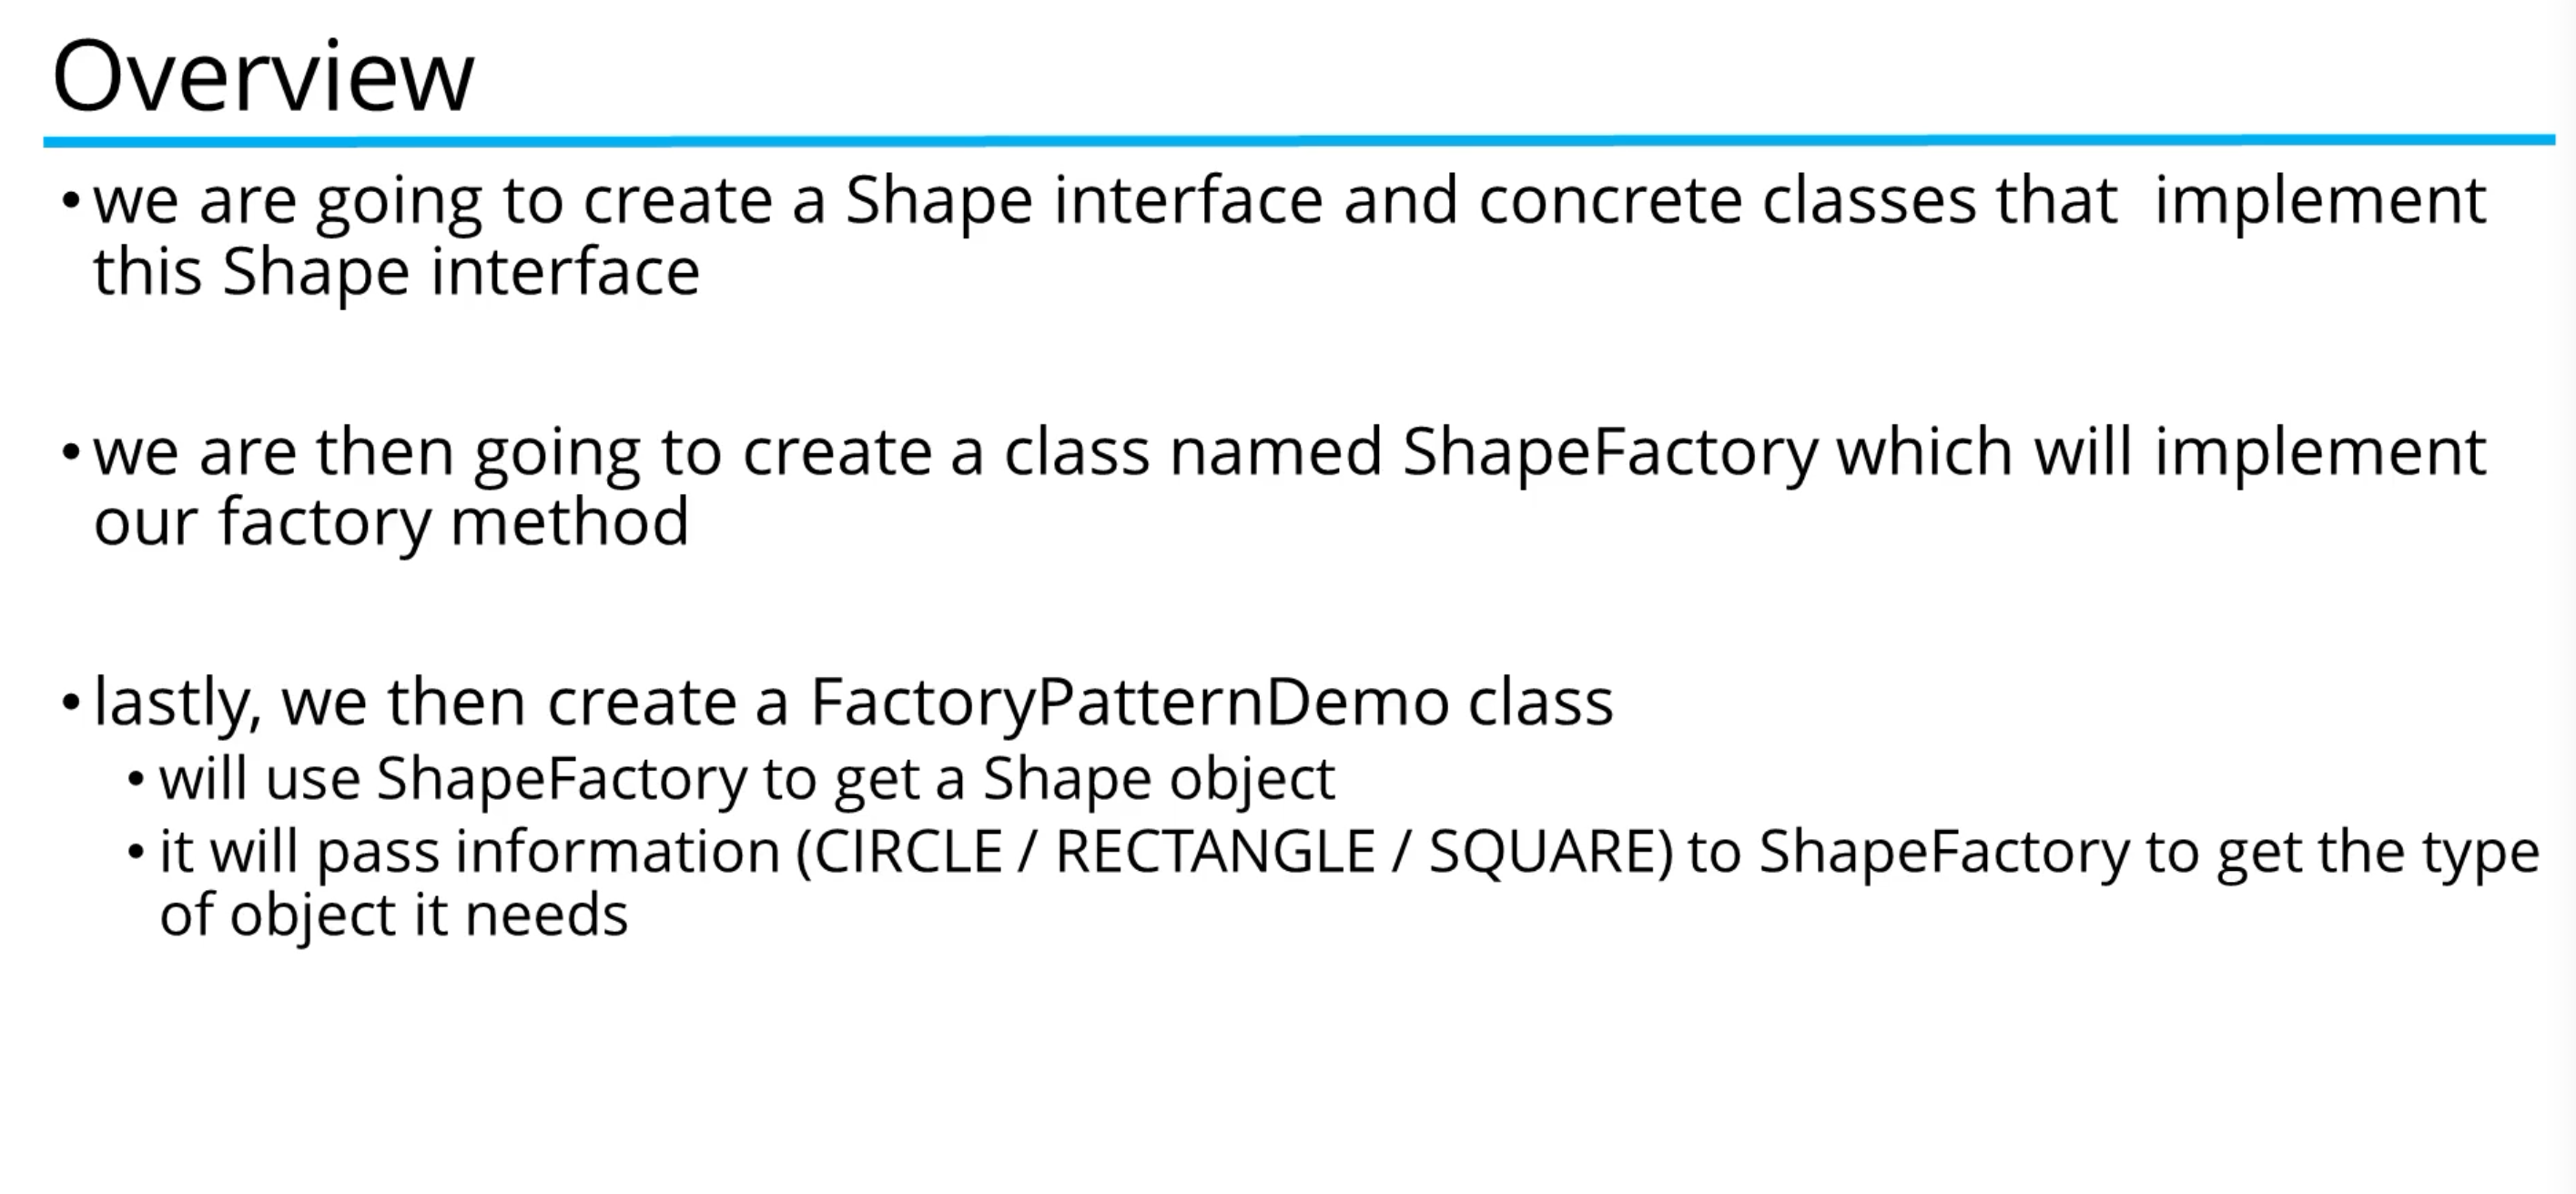 Overview
• we are going to create a Shape interface and concrete classes that  implement
this Shape interface
• we are then going to create a class named ShapeFactory which will implement
our factory method
• lastly, we then create a FactoryPatternDemo class
• will use ShapeFactory to get a Shape object
• it will pass information (CIRCLE / RECTANGLE / SQUARE) to ShapeFactory to get the type
of object it needs